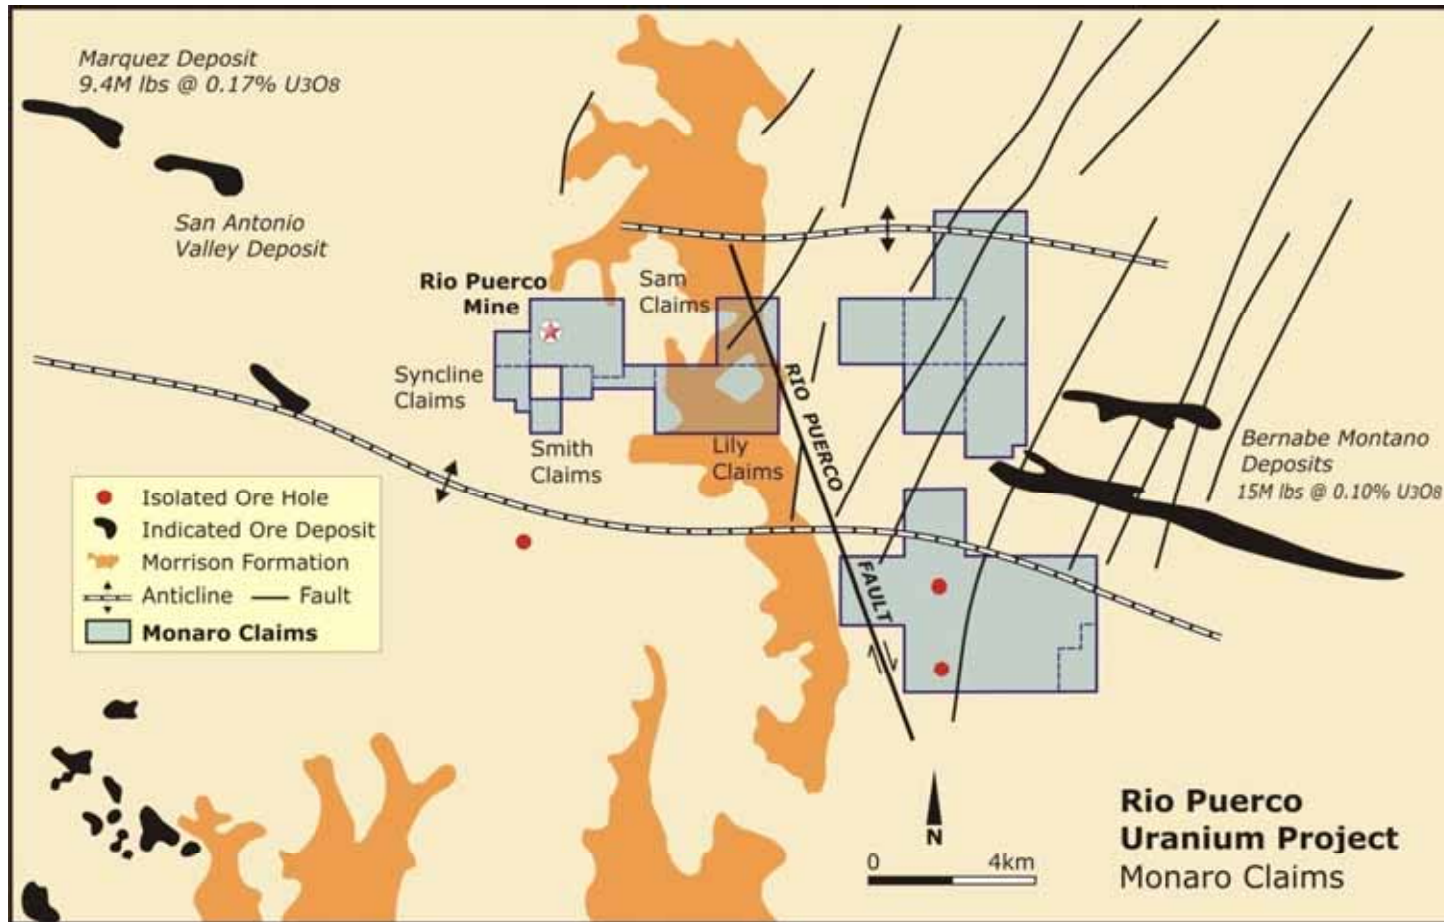 Marquez Deposit
9.4M lbs @ 0.17% U3O8
San Antonio
Valley Deposit
Rio Puerco
Mine
Sam
Claims
Syncline
Claims
Smith
Claims
Lily
Claims
RIO PUERCO
FAULT
Bernabe Montano
Deposits
15M lbs @ 0.10% U3O8
Isolated Ore Hole
Indicated Ore Deposit
Morrison Formation
Anticline
Fault
Monaro Claims
N
0 4km
Rio Puerco
Uranium Project
Monaro Claims